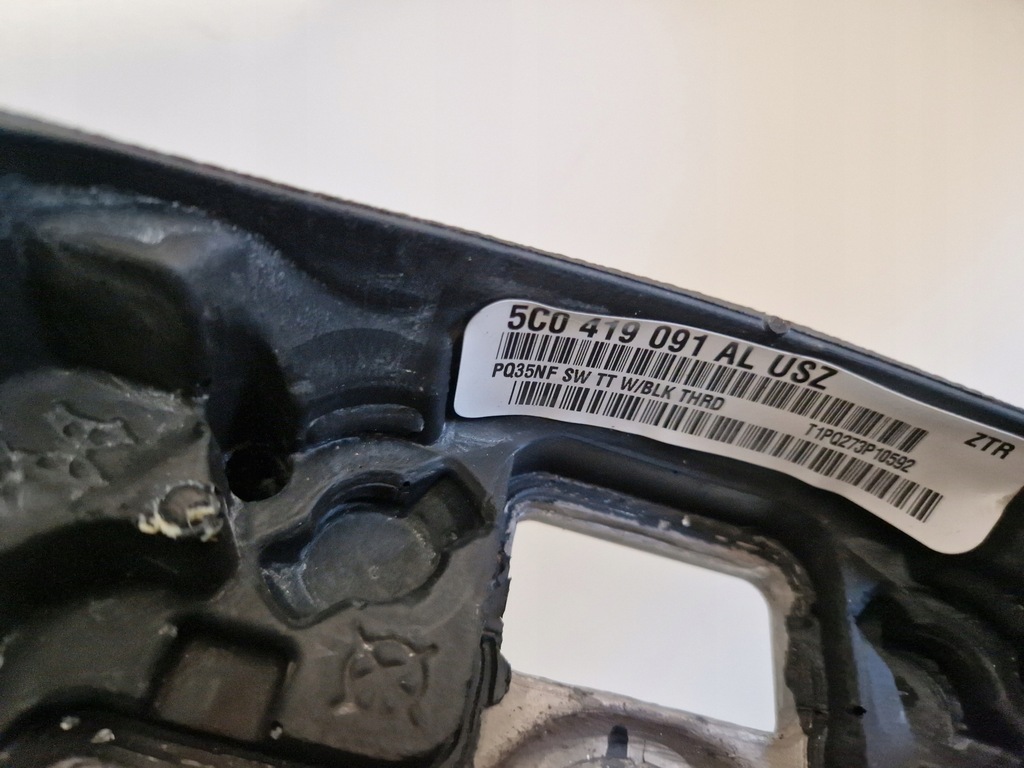 5C0 419 091 AL USZ
PQ35NF SW TT W/BLK THRD
T1PQ273P10592
ZTR